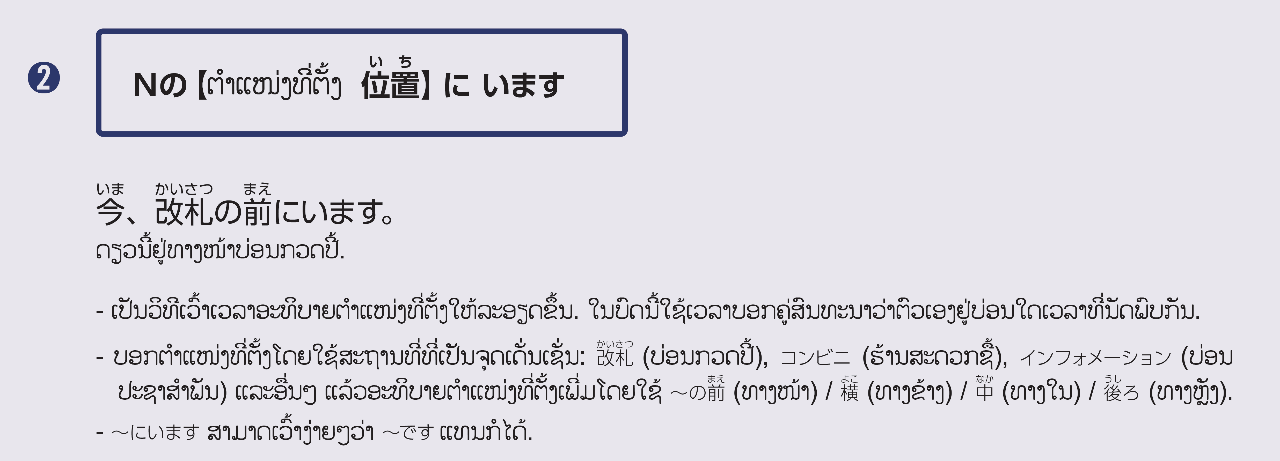 2
いち
Nの【ຕຳແໜ່ງທີ່ຕັ້ງ 位置】に います
いま かいさつ まえ
今、改札の前にいます。
ດຽວນີ້ຢູ່ທາງໜ້າບ່ອນກວດປີ້.
- ເປັນວິທີເວົ້າເວລາອະທິບາຍຕຳແໜ່ງທີ່ຕັ້ງໃຫ້ລະອຽດຂຶ້ນ. ໃນບົດນີ້ໃຊ້ເວລາບອກຄູ່ສົນທະນາວ່າຕົວເອງຢູ່ບ່ອນໃດເວລາທີ່ນັດພົບກັນ.
かいさつ
- ບອກຕຳແໜ່ງທີ່ຕັ້ງໂດຍໃຊ້ສະຖານທີ່ທີ່ເປັນຈຸດເດັ່ນເຊັ່ນ: 改札 (ບ່ອນກວດປີ້), コンビニ (ຮ້ານສະດວກຊື້), インフォメーション (ບ່ອນ
まえ よこ なか うし
ປະຊາສຳພັນ) ແລະອື່ນໆ ແລ້ວອະທິບາຍຕຳແໜ່ງທີ່ຕັ້ງເພີ່ມໂດຍໃຊ້ ～の前 (ທາງໜ້າ) / 横 (ທາງຂ້າງ) / 中 (ທາງໃນ) / 後ろ (ທາງຫຼັງ).
- ～にいます ສາມາດເວົ້າງ່າຍໆວ່າ ～です ແທນກໍໄດ້.